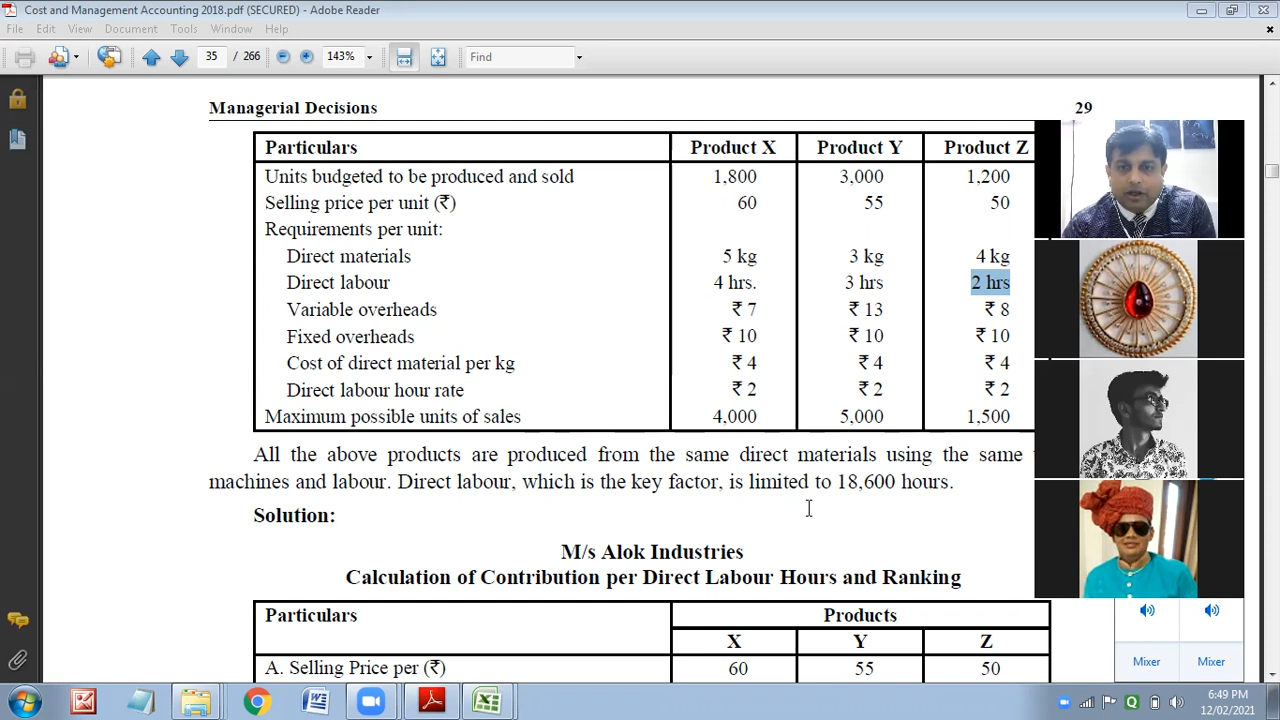 Cost and Management Accounting 2018.pdf (SECURED) - Adobe Reader
File Edit View Document Tools Window Help
35 / 266 143% Find
Managerial Decisions 29
Particulars Product X Product Y Product Z
Units budgeted to be produced and sold 1,800 3,000 1,200
Selling price per unit (₹) 60 55 50
Requirements per unit:
Direct materials 5 kg 3 kg 4 kg
Direct labour 4 hrs. 3 hrs 2 hrs
Variable overheads ₹ 7 ₹ 13 ₹ 8
Fixed overheads ₹ 10 ₹ 10 ₹ 10
Cost of direct material per kg ₹ 4 ₹ 4 ₹ 4
Direct labour hour rate ₹ 2 ₹ 2 ₹ 2
Maximum possible units of sales 4,000 5,000 1,500
All the above products are produced from the same direct materials using the same
machines and labour. Direct labour, which is the key factor, is limited to 18,600 hours.
Solution:
M/s Alok Industries
Calculation of Contribution per Direct Labour Hours and Ranking
Particulars Products
X Y Z
A. Selling Price per (₹) 60 55 50
Mixer Mixer
6:49 PM
12/02/2021